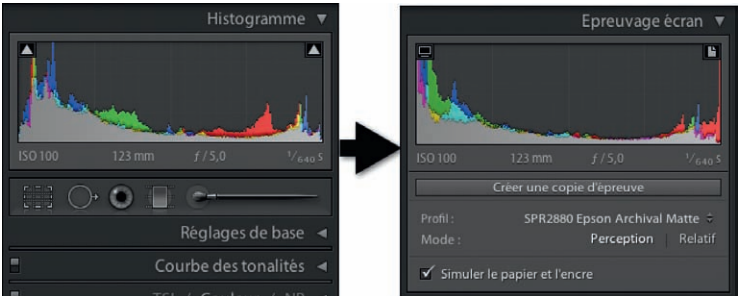 Histogramme ▼
ISO 100 123 mm ƒ / 5,0 1/640 s
Réglages de base ◄
Courbe des tonalités ◄
Epreuvage écran ▼
ISO 100 123 mm ƒ / 5,0 1/640 s
Créer une copie d'épreuve
Profil : SPR2880 Epson Archival Matte
Mode : Perception | Relatif
Simuler le papier et l'encre